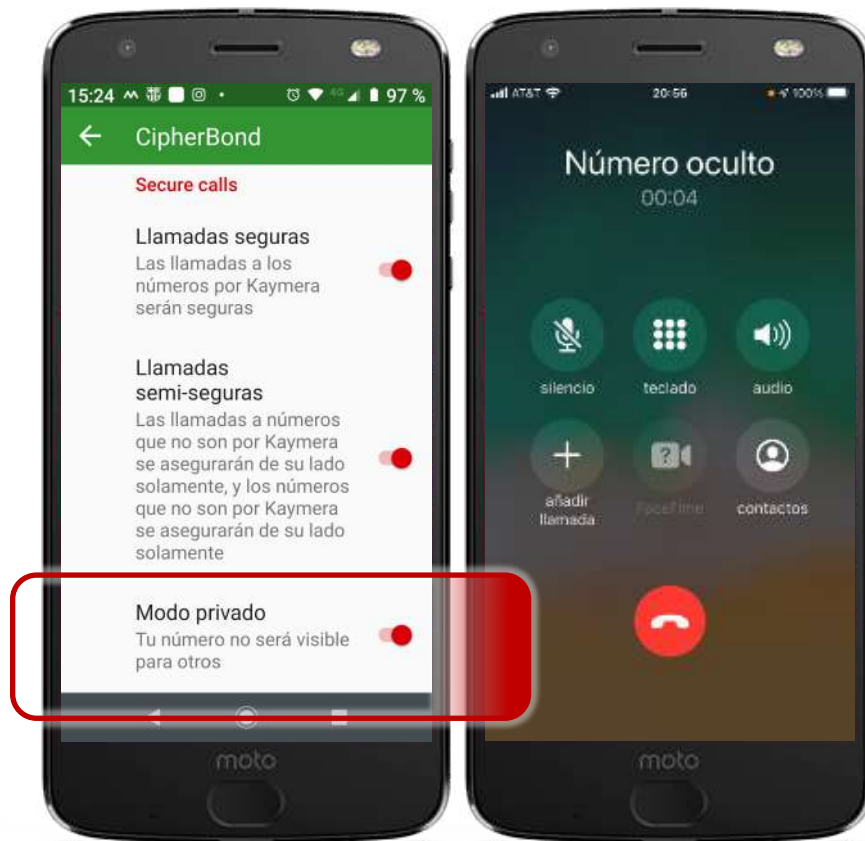 15:24
4G
97 %
CipherBond
Secure calls
Llamadas seguras
Las llamadas a los
números por Kaymera
serán seguras
Llamadas
semi-seguras
Las llamadas a números
que no son por Kaymera
se asegurarán de su lado
solamente, y los números
que no son por Kaymera
se asegurarán de su lado
solamente
Modo privado
Tu número no será visible
para otros
moto
AT&T
20:56
100%
Número oculto
00:04
silencio
teclado
audio
añadir
llamada
FaceTime
contactos
moto